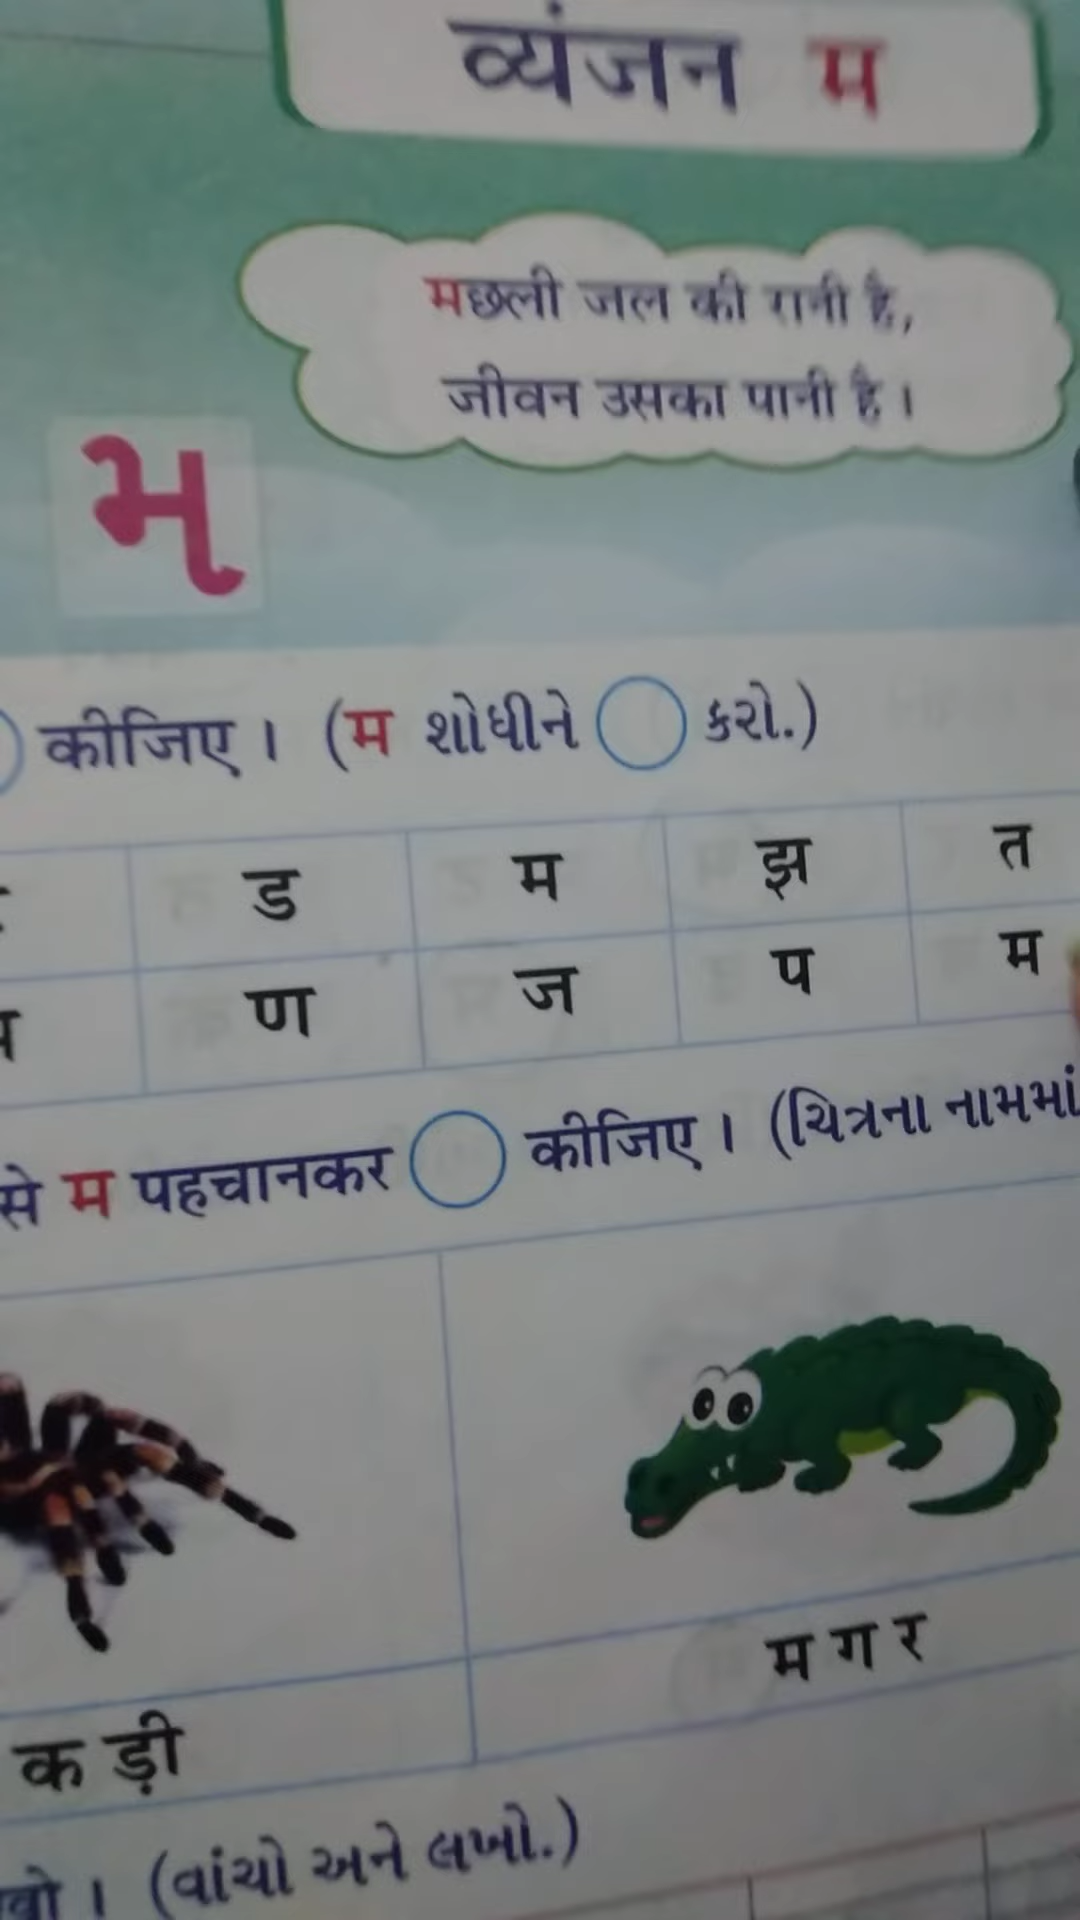 व्यंजन म
मछली जल की रानी है,
जीवन उसका पानी है।
મ
कीजिए। (म શોધીને ◯ કરો.)
ड म झ त
ण ज प म
से म पहचानकर ◯ कीजिए। (ચિત્રના નામમાં
क ड़ी
म ग र
(વાંચો અને લખો.)